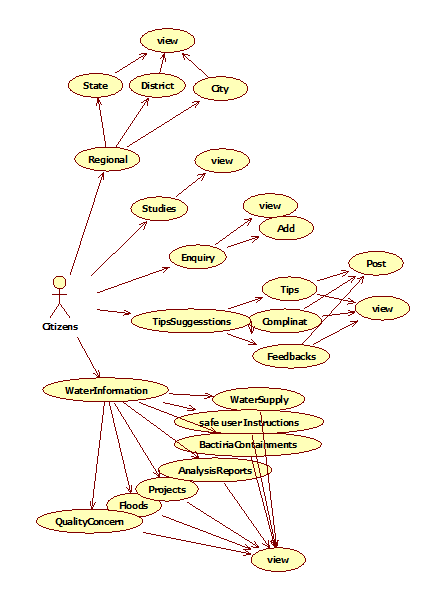 view
State
District
City
Regional
view
Studies
view
Add
Enquiry
Post
Tips
view
Citizens
TipsSuggesstions
Complinat
Feedbacks
WaterInformation
WaterSupply
safe user Instructions
BactiriaContainments
AnalysisReports
Projects
Floods
QualityConcern
view